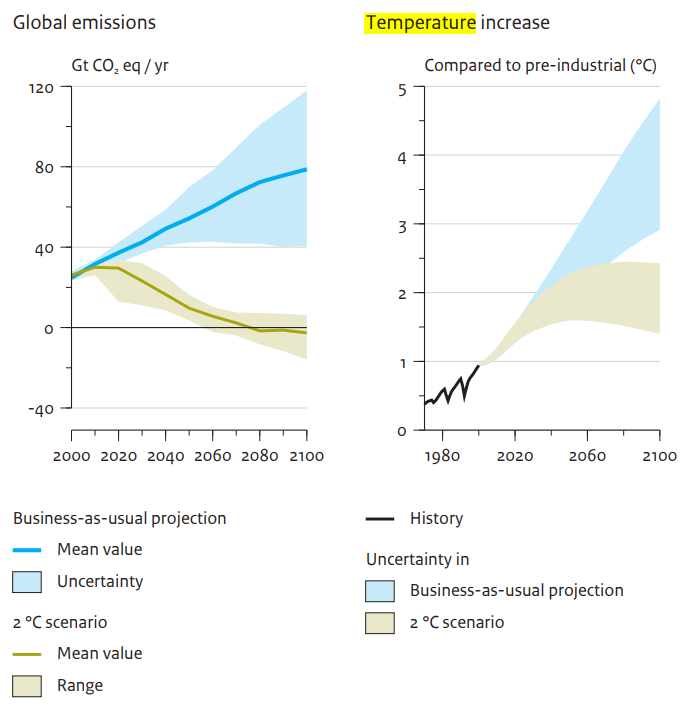 Global emissions
Gt CO₂ eq / yr
120
80
40
0
-40
2000 2020 2040 2060 2080 2100
Temperature increase
Compared to pre-industrial (°C)
5
4
3
2
1
0
1980 2020 2060 2100
Business-as-usual projection
Mean value
Uncertainty
2 °C scenario
Mean value
Range
History
Uncertainty in
Business-as-usual projection
2 °C scenario